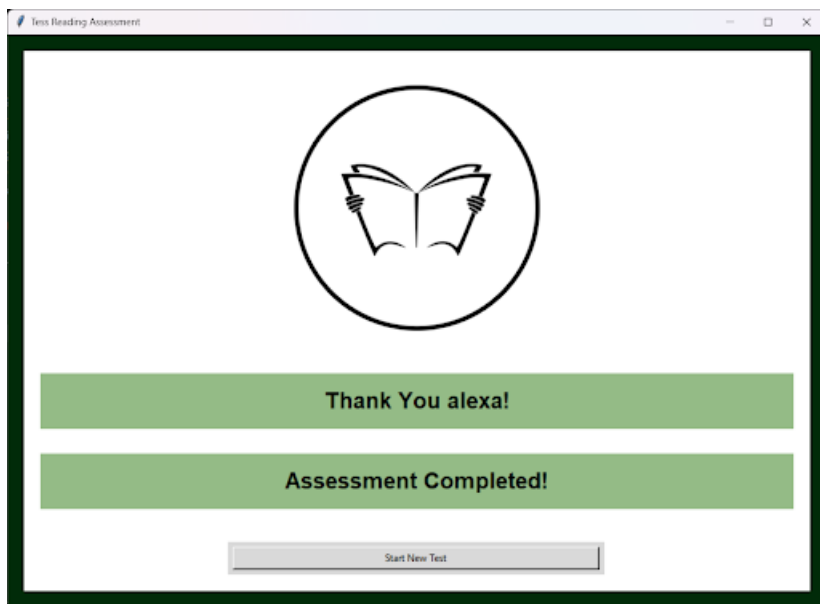 Tess Reading Assessment
Thank You alexa!
Assessment Completed!
Start New Test